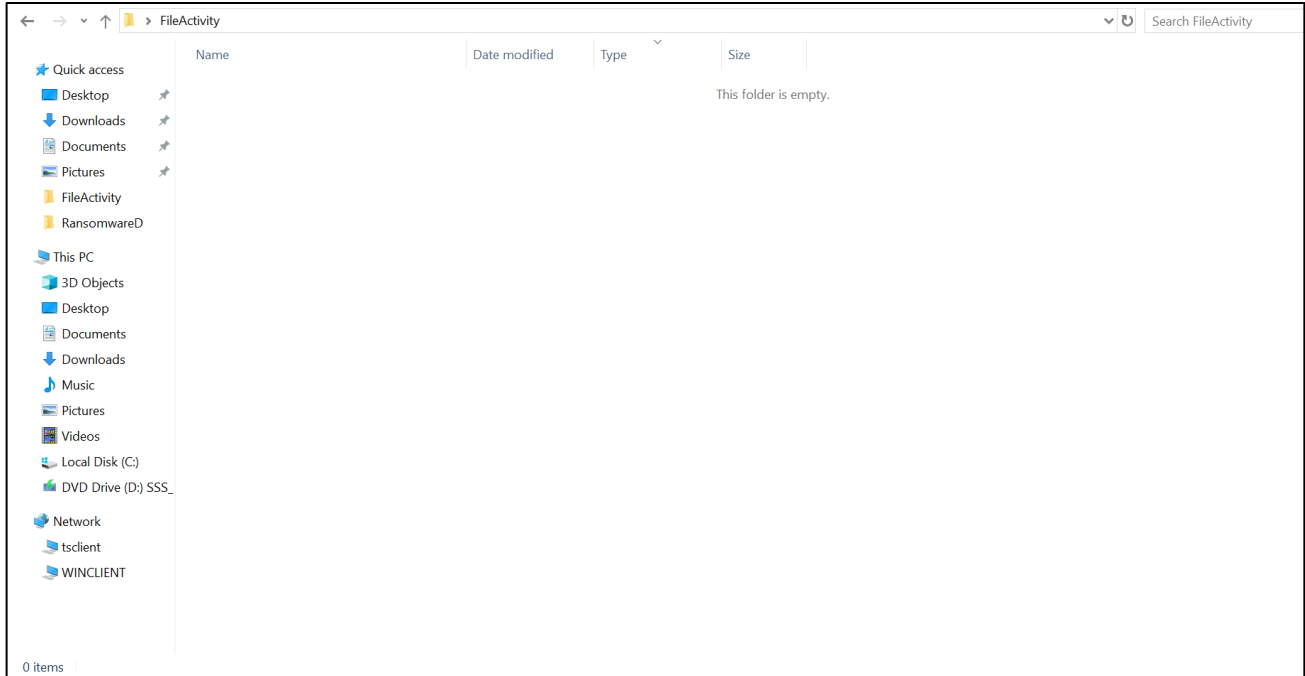 FileActivity
Search FileActivity
Name Date modified Type Size
This folder is empty.
Quick access
Desktop
Downloads
Documents
Pictures
FileActivity
RansomwareD
This PC
3D Objects
Desktop
Documents
Downloads
Music
Pictures
Videos
Local Disk (C:)
DVD Drive (D:) SSS_
Network
tsclient
WINCLIENT
0 items